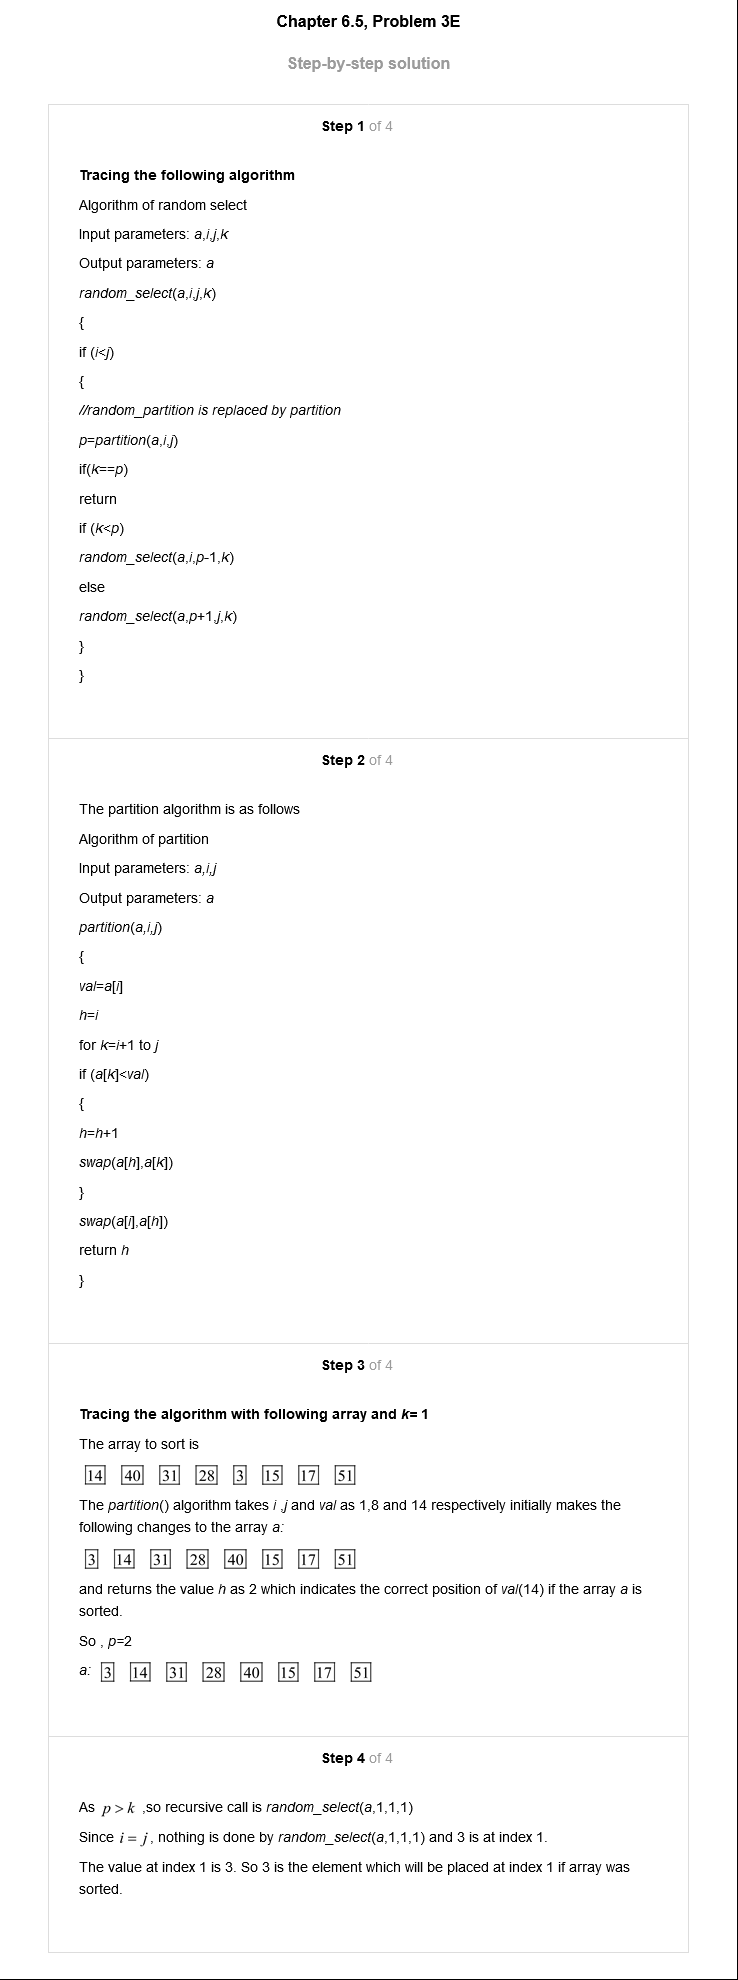 Chapter 6.5, Problem 3E
Step-by-step solution
Step 1 of 4
Tracing the following algorithm
Algorithm of random select
Input parameters: a,i,j,k
Output parameters: a
random_select(a,i,j,k)
{
if (i<j)
{
//random_partition is replaced by partition
p=partition(a,i,j)
if(k==p)
return
if (k<p)
random_select(a,i,p-1,k)
else
random_select(a,p+1,j,k)
}
}
Step 2 of 4
The partition algorithm is as follows
Algorithm of partition
Input parameters: a,i,j
Output parameters: a
partition(a,i,j)
{
val=a[i]
h=i
for k=i+1 to j
if (a[k]<val)
{
h=h+1
swap(a[h],a[k])
}
swap(a[i],a[h])
return h
}
Step 3 of 4
Tracing the algorithm with following array and k= 1
The array to sort is
14 40 31 28 3 15 17 51
The partition() algorithm takes i ,j and val as 1,8 and 14 respectively initially makes the
following changes to the array a:
3 14 31 28 40 15 17 51
and returns the value h as 2 which indicates the correct position of val(14) if the array a is
sorted.
So , p=2
a: 3 14 31 28 40 15 17 51
Step 4 of 4
As p > k ,so recursive call is random_select(a,1,1,1)
Since i = j, nothing is done by random_select(a,1,1,1) and 3 is at index 1.
The value at index 1 is 3. So 3 is the element which will be placed at index 1 if array was
sorted.